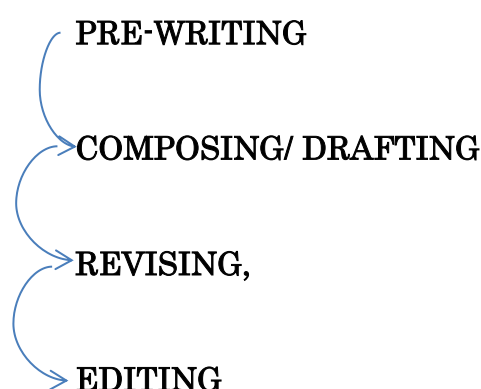 PRE-WRITING
COMPOSING/ DRAFTING
REVISING,
EDITING